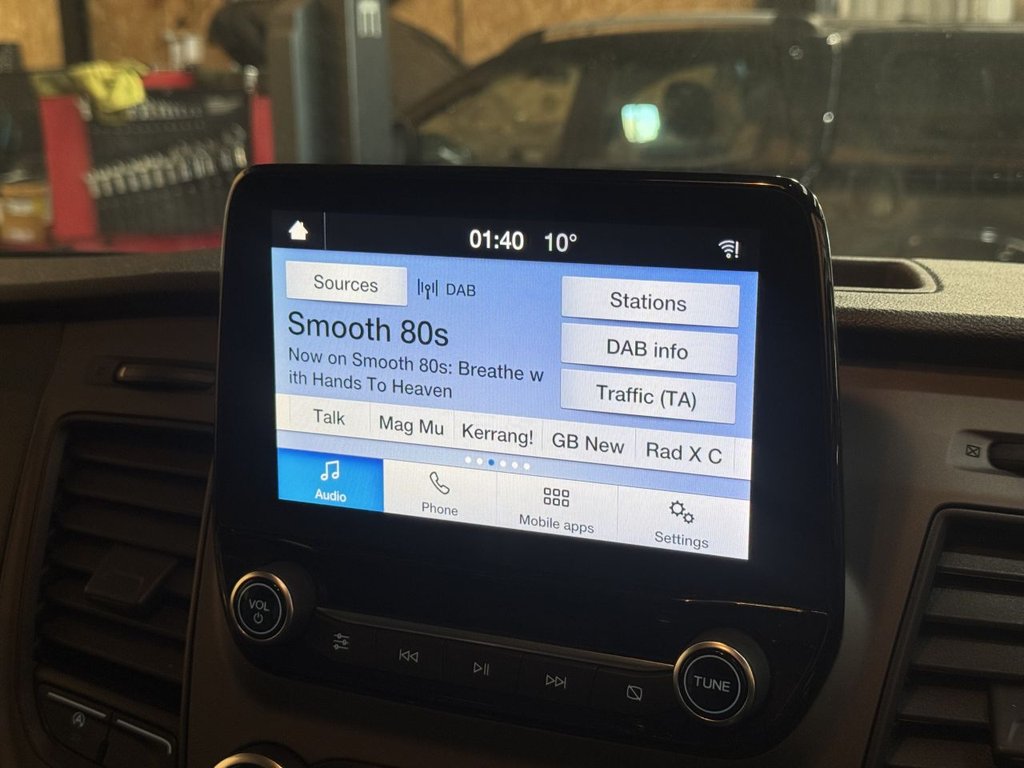 01:40 10°
Sources DAB
Stations
Smooth 80s
DAB info
Now on Smooth 80s: Breathe w
ith Hands To Heaven
Traffic (TA)
Talk Mag Mu Kerrang! GB New Rad X C
Audio Phone Mobile apps Settings
VOL
TUNE